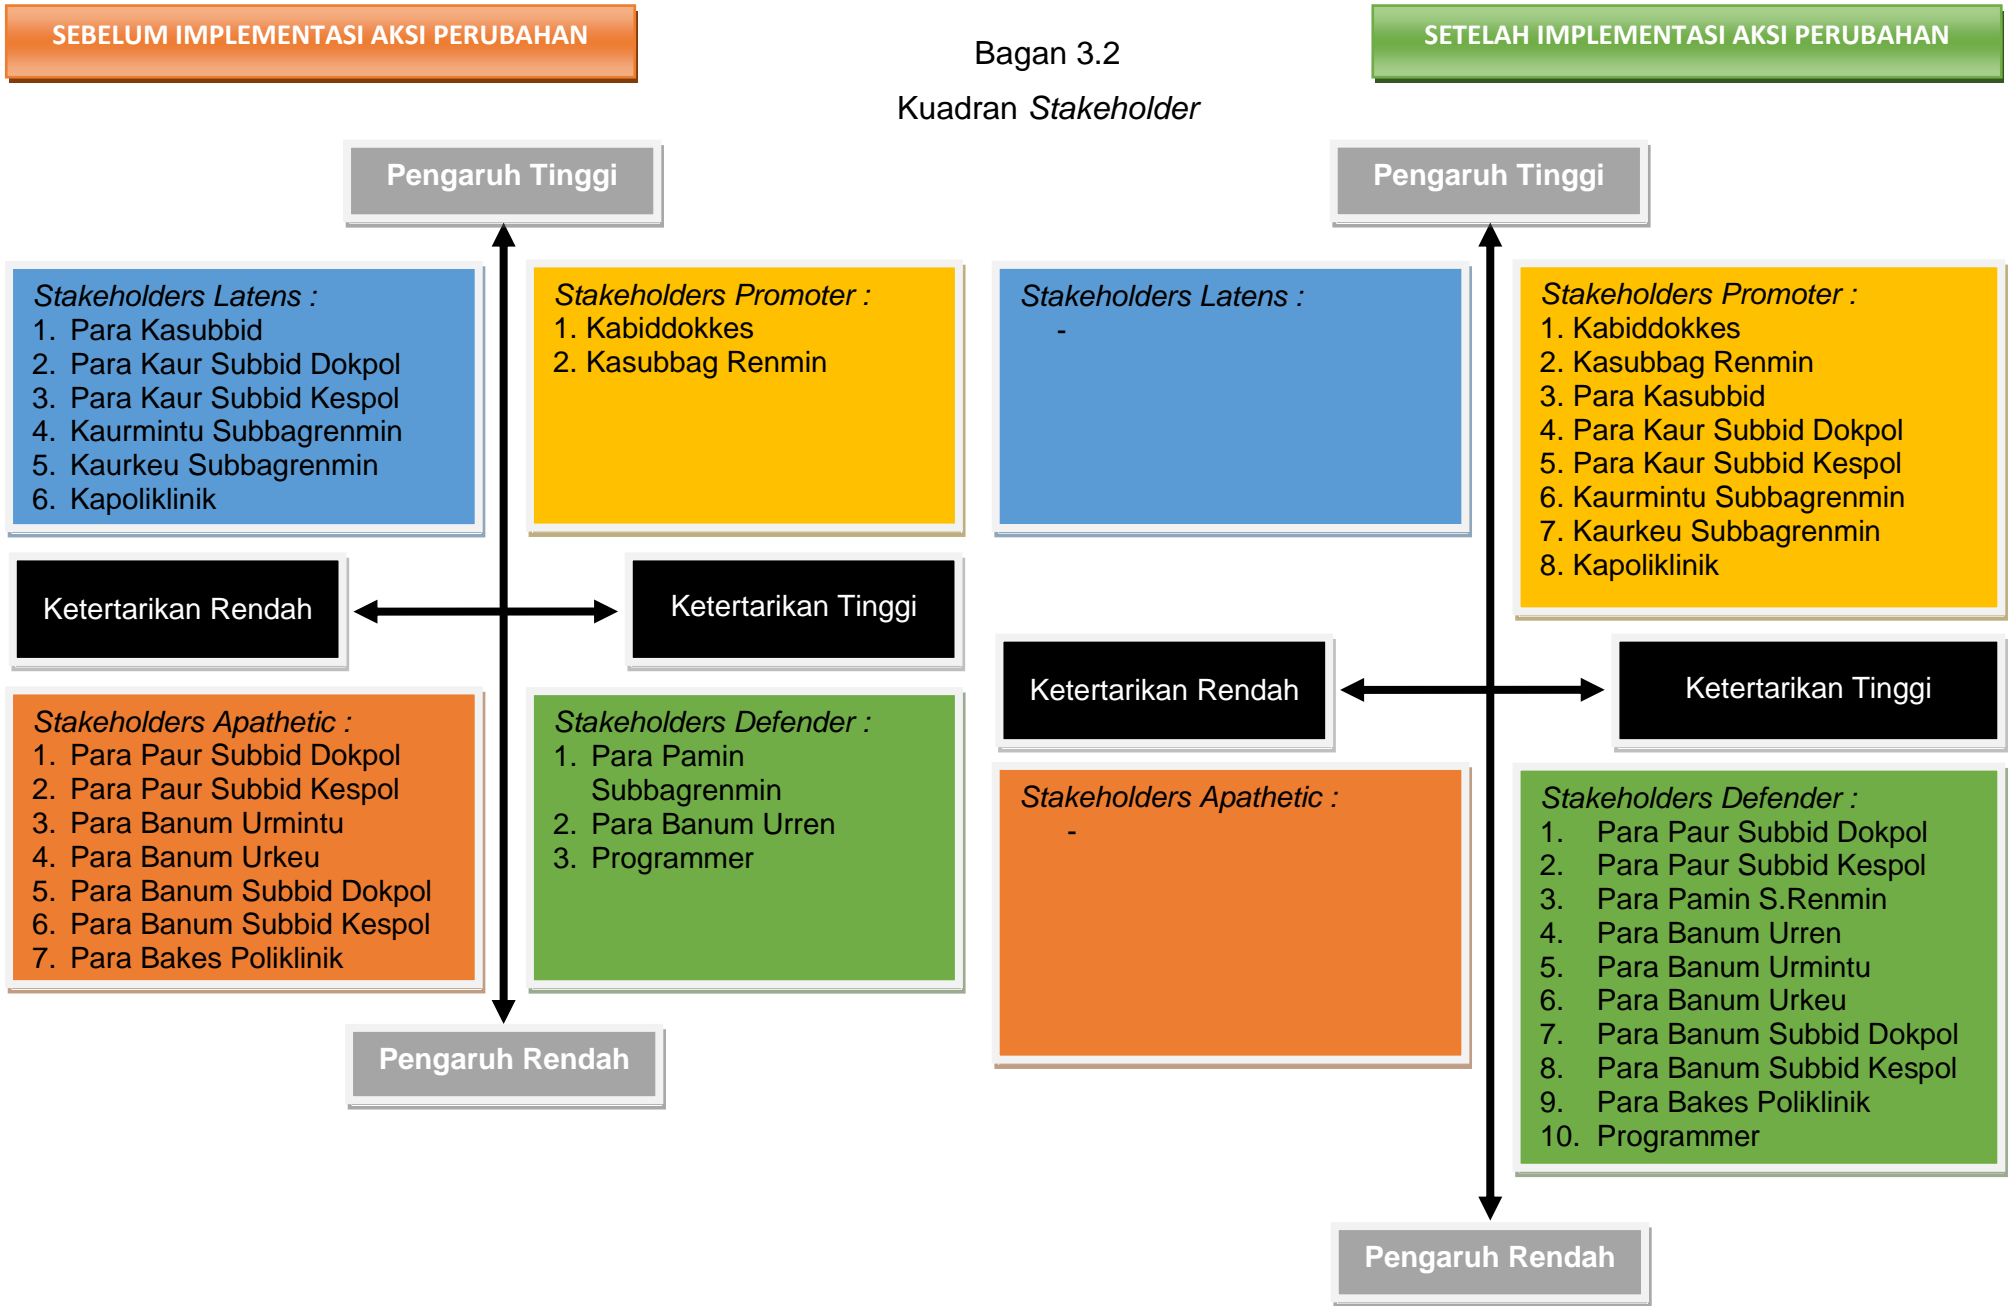 SEBELUM IMPLEMENTASI AKSI PERUBAHAN
Bagan 3.2
Kuadran Stakeholder
SETELAH IMPLEMENTASI AKSI PERUBAHAN
Pengaruh Tinggi
Stakeholders Latens :
1. Para Kasubbid
2. Para Kaur Subbid Dokpol
3. Para Kaur Subbid Kespol
4. Kaurmintu Subbagrenmin
5. Kaurkeu Subbagrenmin
6. Kapoliklinik
Stakeholders Promoter :
1. Kabiddokkes
2. Kasubbag Renmin
Ketertarikan Rendah
Ketertarikan Tinggi
Stakeholders Apathetic :
1. Para Paur Subbid Dokpol
2. Para Paur Subbid Kespol
3. Para Banum Urmintu
4. Para Banum Urkeu
5. Para Banum Subbid Dokpol
6. Para Banum Subbid Kespol
7. Para Bakes Poliklinik
Stakeholders Defender :
1. Para Pamin
Subbagrenmin
2. Para Banum Urren
3. Programmer
Pengaruh Rendah
Pengaruh Tinggi
Stakeholders Latens :
-
Stakeholders Promoter :
1. Kabiddokkes
2. Kasubbag Renmin
3. Para Kasubbid
4. Para Kaur Subbid Dokpol
5. Para Kaur Subbid Kespol
6. Kaurmintu Subbagrenmin
7. Kaurkeu Subbagrenmin
8. Kapoliklinik
Ketertarikan Rendah
Ketertarikan Tinggi
Stakeholders Apathetic :
-
Stakeholders Defender :
1. Para Paur Subbid Dokpol
2. Para Paur Subbid Kespol
3. Para Pamin S.Renmin
4. Para Banum Urren
5. Para Banum Urmintu
6. Para Banum Urkeu
7. Para Banum Subbid Dokpol
8. Para Banum Subbid Kespol
9. Para Bakes Poliklinik
10. Programmer
Pengaruh Rendah